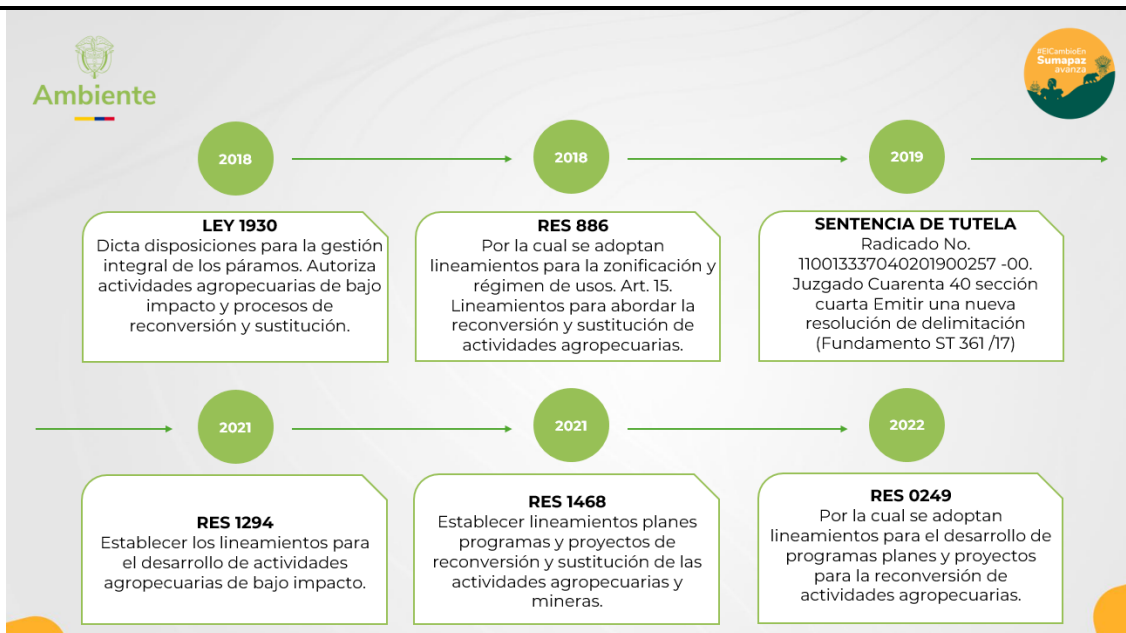 Ambiente
#ElCambioEn
Sumapaz
avanza
2018
2018
2019
LEY 1930
Dicta disposiciones para la gestión
integral de los páramos. Autoriza
actividades agropecuarias de bajo
impacto y procesos de
reconversión y sustitución.
RES 886
Por la cual se adoptan
lineamientos para la zonificación y
régimen de usos. Art. 15.
Lineamientos para abordar la
reconversión y sustitución de
actividades agropecuarias.
SENTENCIA DE TUTELA
Radicado No.
110013337040201900257 -00.
Juzgado Cuarenta 40 sección
cuarta Emitir una nueva
resolución de delimitación
(Fundamento ST 361 /17)
2021
2021
2022
RES 1294
Establecer los lineamientos para
el desarrollo de actividades
agropecuarias de bajo impacto.
RES 1468
Establecer lineamientos planes
programas y proyectos de
reconversión y sustitución de las
actividades agropecuarias y
mineras.
RES 0249
Por la cual se adoptan
lineamientos para el desarrollo de
programas planes y proyectos
para la reconversión de
actividades agropecuarias.